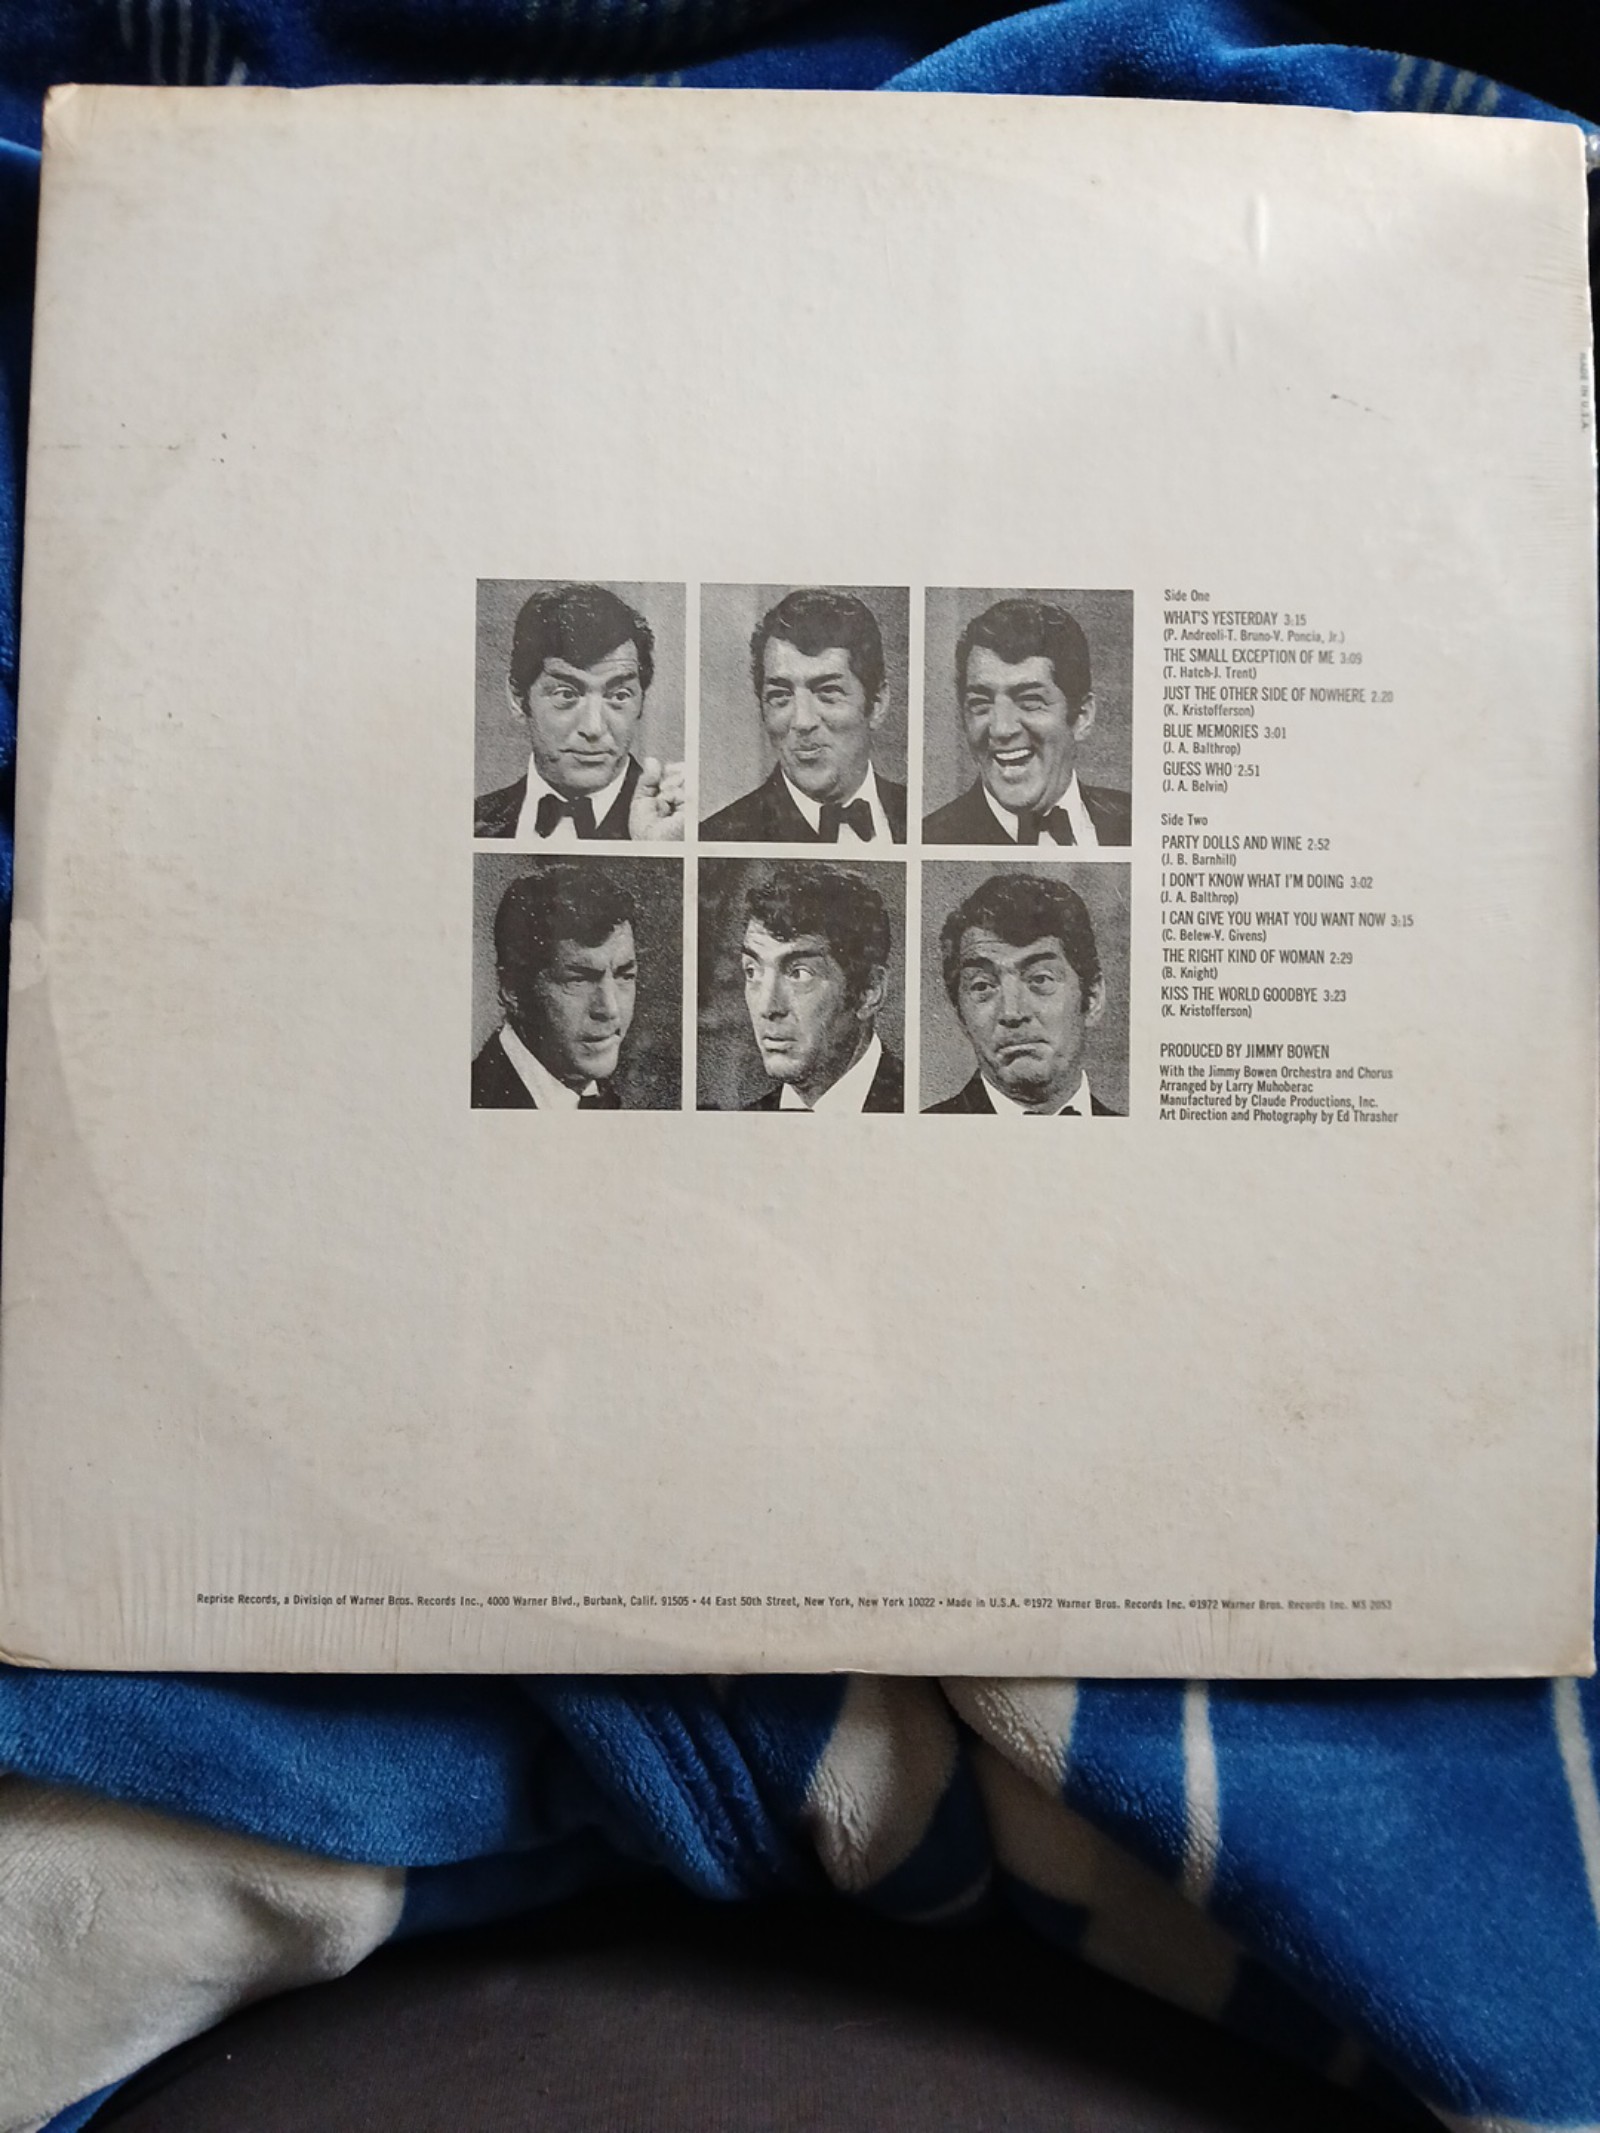 Side One
WHAT'S YESTERDAY 3:15
(P. Andreoli-T. Bruno-V. Poncia, Jr.)
THE SMALL EXCEPTION OF ME 3:09
(T. Hatch-J. Trent)
JUST THE OTHER SIDE OF NOWHERE 2:20
(K. Kristofferson)
BLUE MEMORIES 3:01
(J. A. Balthrop)
GUESS WHO 2:51
(J. A. Belvin)
Side Two
PARTY DOLLS AND WINE 2:52
(J. B. Barnhill)
I DON'T KNOW WHAT I'M DOING 3:02
(J. A. Balthrop)
I CAN GIVE YOU WHAT YOU WANT NOW 3:15
(C. Belew-V. Givens)
THE RIGHT KIND OF WOMAN 2:29
(B. Knight)
KISS THE WORLD GOODBYE 3:23
(K. Kristofferson)
PRODUCED BY JIMMY BOWEN
With the Jimmy Bowen Orchestra and Chorus
Arranged by Larry Muhoberac
Manufactured by Claude Productions, Inc.
Art Direction and Photography by Ed Thrasher
Reprise Records, a Division of Warner Bros. Records Inc., 4000 Warner Blvd., Burbank, Calif. 91505 • 44 East 50th Street, New York, New York 10022 • Made in U.S.A. ℗1972 Warner Bros. Records Inc. ©1972 Warner Bros. Records Inc. MS 2053
MADE IN U.S.A.